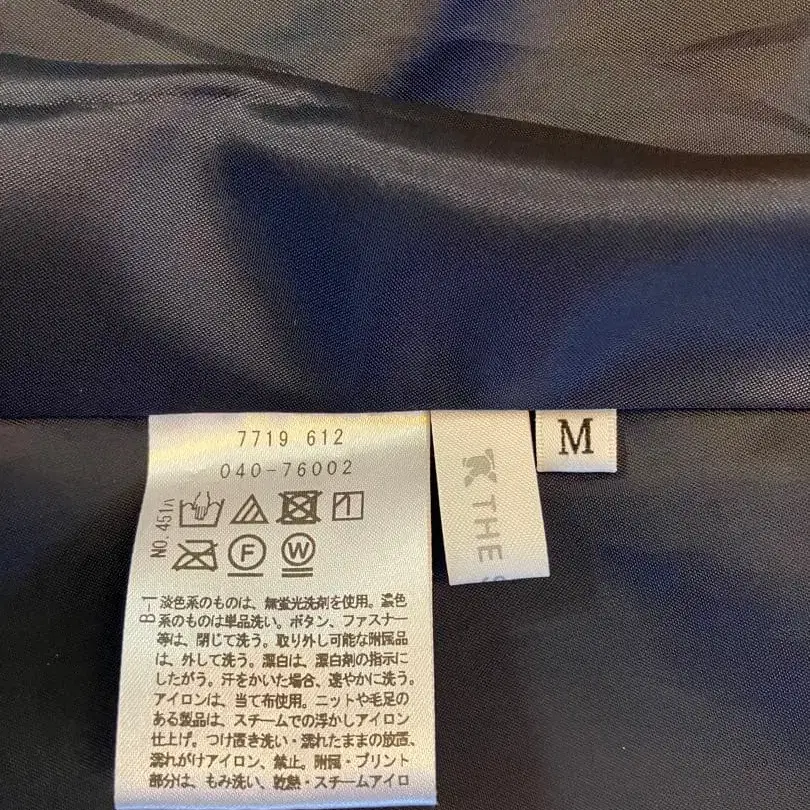 7719 612
040-76002
NO.451ハ
F
W
B-1
淡色系のものは、無蛍光洗剤を使用。濃色
系のものは単品洗い。ボタン、ファスナー
等は、閉じて洗う。取り外し可能な附属品
は、外して洗う。漂白は、漂白剤の指示に
したがう。汗をかいた場合、速やかに洗う。
アイロンは、当て布使用。ニットや毛足の
ある製品は、スチームでの浮かしアイロン
仕上げ。つけ置き洗い・濡れたままの放置、
濡れがけアイロン、禁止。附属・プリント
部分は、もみ洗い、乾熱・スチームアイロ
THE S
M